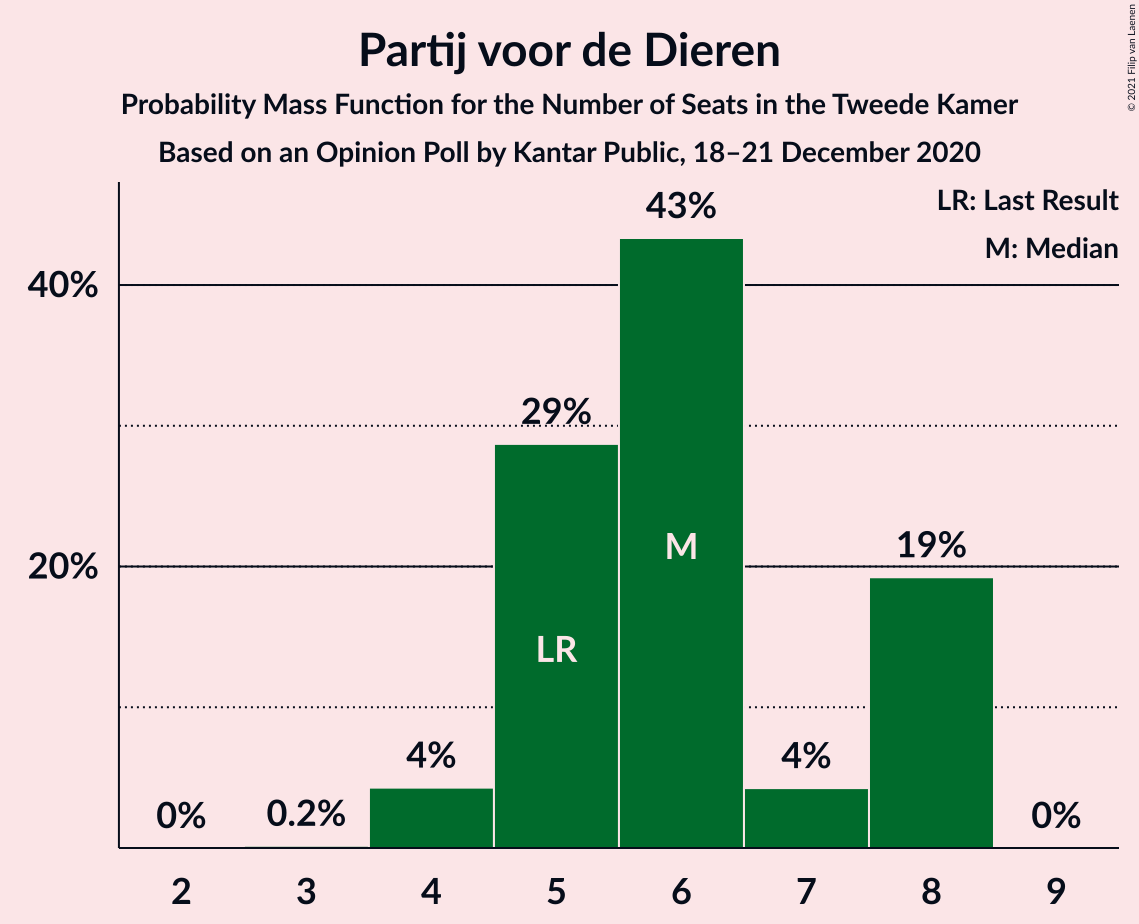 Partij voor de Dieren
Probability Mass Function for the Number of Seats in the Tweede Kamer
Based on an Opinion Poll by Kantar Public, 18–21 December 2020
© 2021 Filip van Laenen
LR: Last Result
M: Median
43%
40%
29%
M
19%
20%
LR
4%
4%
0%
0.2%
0%
2 3 4 5 6 7 8 9